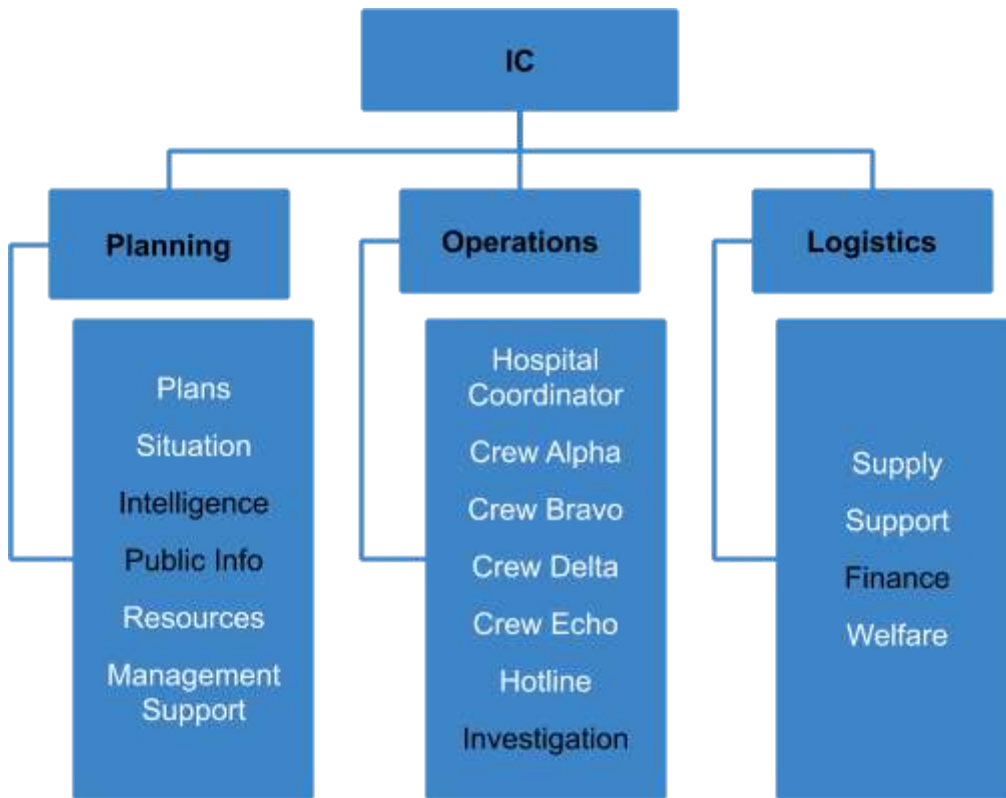 IC
Planning
Operations
Logistics
Plans
Situation
Intelligence
Public Info
Resources
Management
Support
Hospital
Coordinator
Crew Alpha
Crew Bravo
Crew Delta
Crew Echo
Hotline
Investigation
Supply
Support
Finance
Welfare